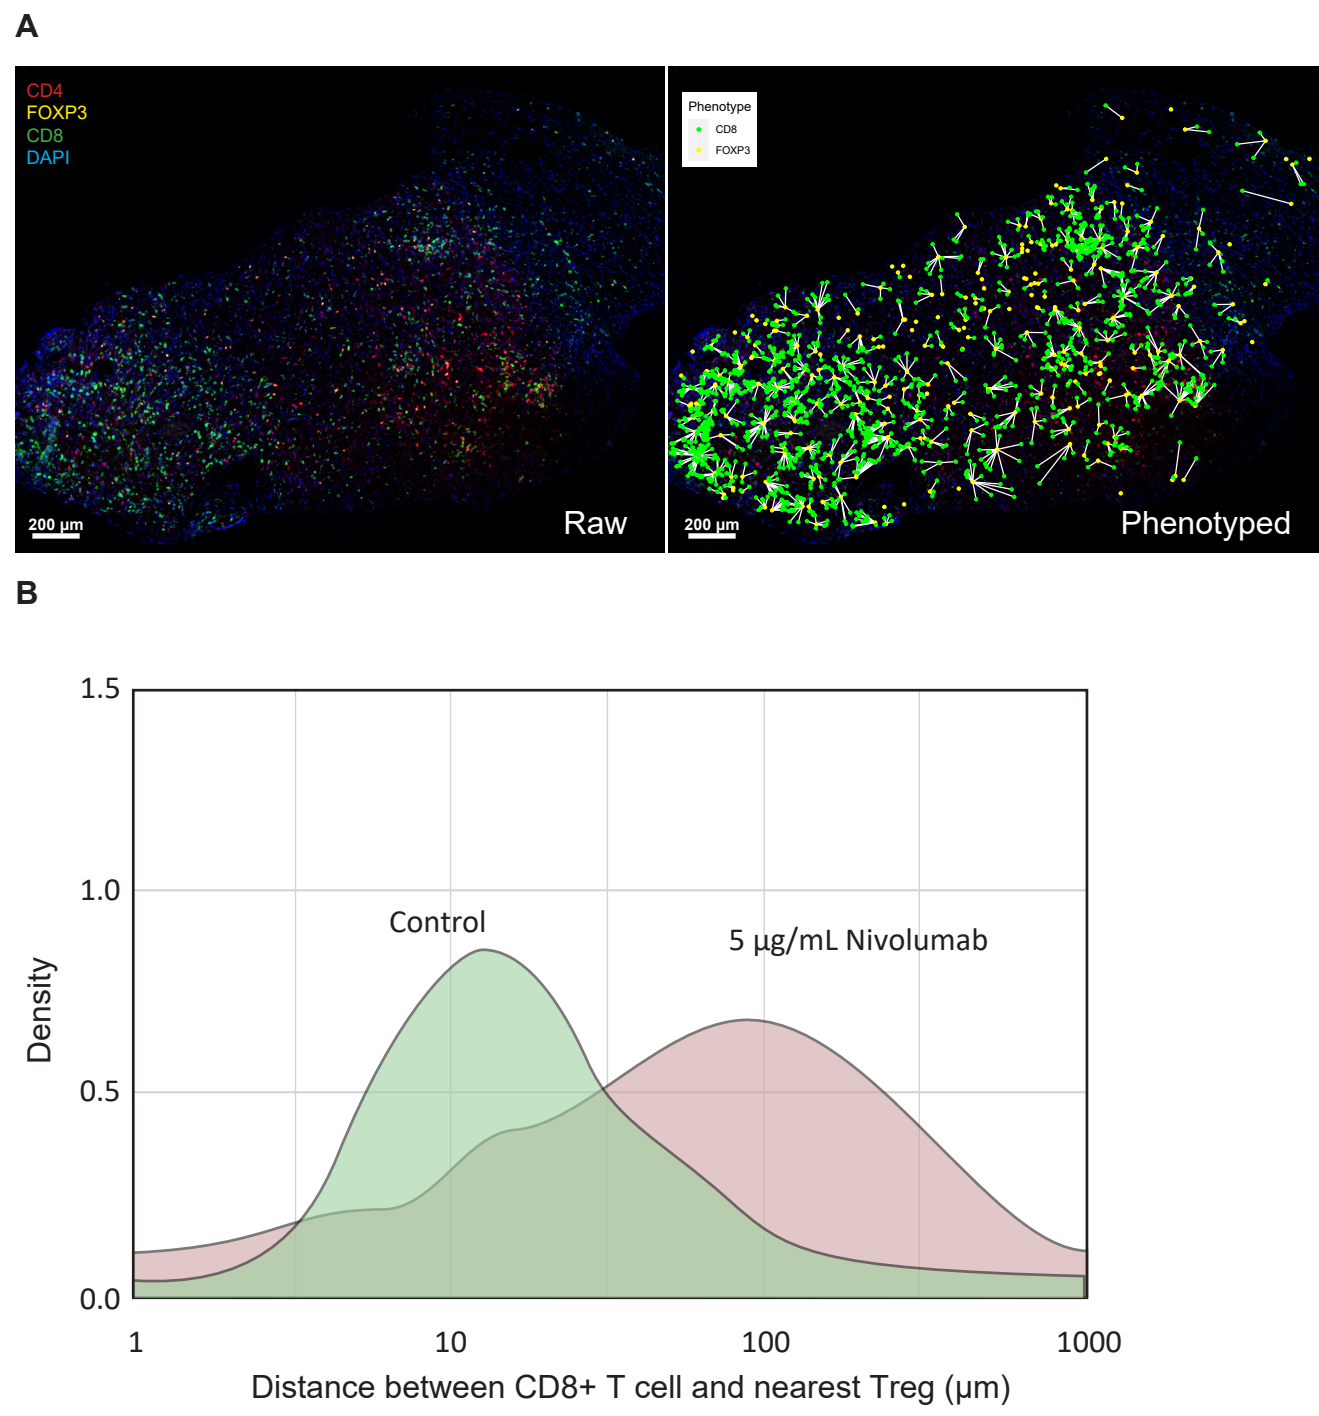 A
CD4
FOXP3
CD8
DAPI
200 µm
Raw
Phenotype
CD8
FOXP3
200 µm
Phenotyped
B
1.5
1.0
0.5
0.0
Density
Control
5 µg/mL Nivolumab
1 10 100 1000
Distance between CD8+ T cell and nearest Treg (µm)